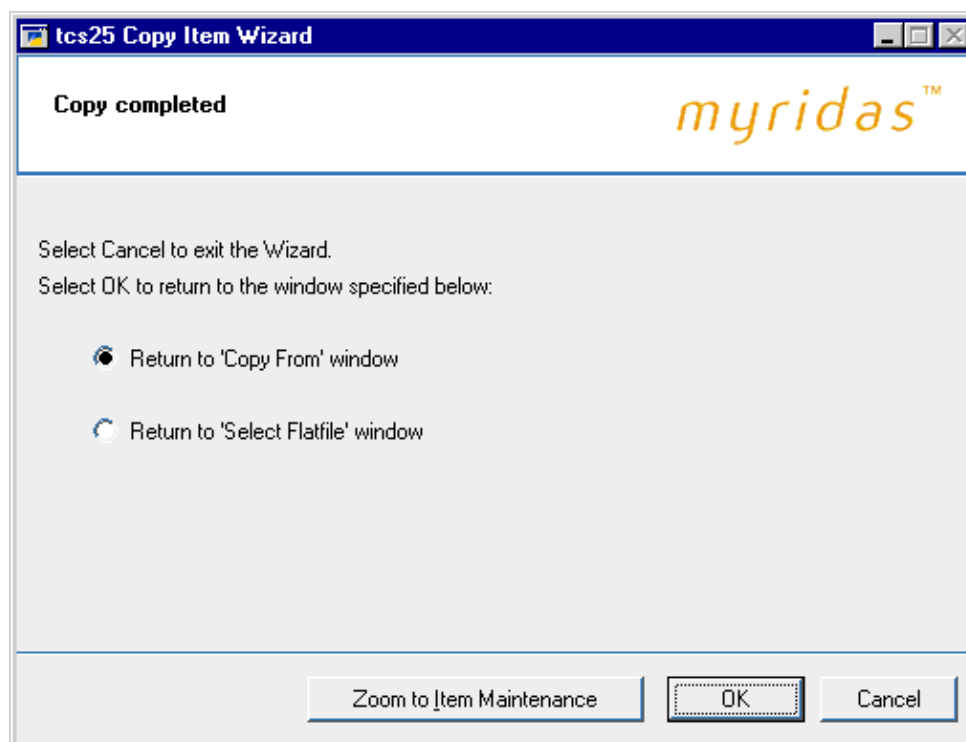 tcs25 Copy Item Wizard
Copy completed
myridas™
Select Cancel to exit the Wizard.
Select OK to return to the window specified below:
Return to 'Copy From' window
Return to 'Select Flatfile' window
Zoom to Item Maintenance
OK
Cancel